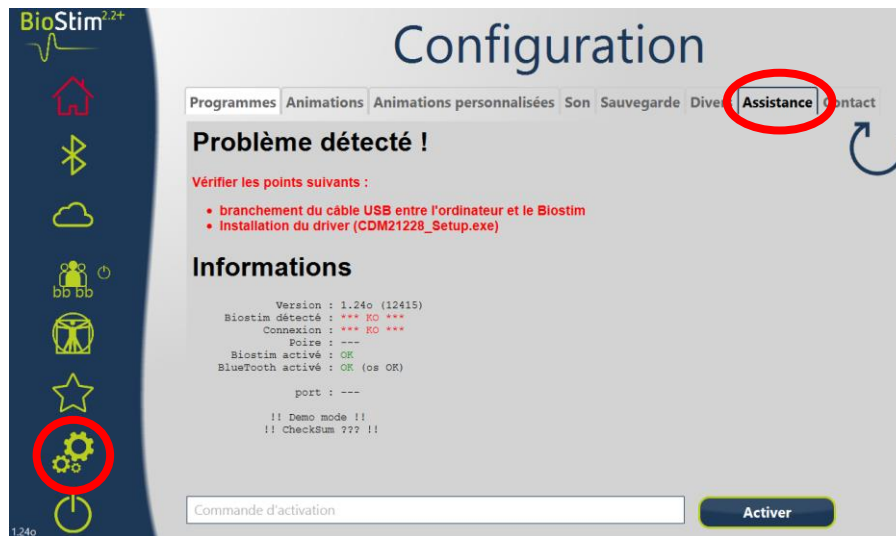 BioStim2.2+
Configuration
Programmes Animations Animations personnalisées Son Sauvegarde Divers Assistance Contact
Problème détecté !
Vérifier les points suivants :
• branchement du câble USB entre l'ordinateur et le Biostim
• Installation du driver (CDM21228_Setup.exe)
Informations
Version : 1.24o (12415)
Biostim détecté : *** KO ***
Connexion : *** KO ***
Poire : ---
Biostim activé : OK
BlueTooth activé : OK (os OK)
port : ---
!! Demo mode !!
!! CheckSum ??? !!
bb bb
Commande d'activation
Activer
1.24o